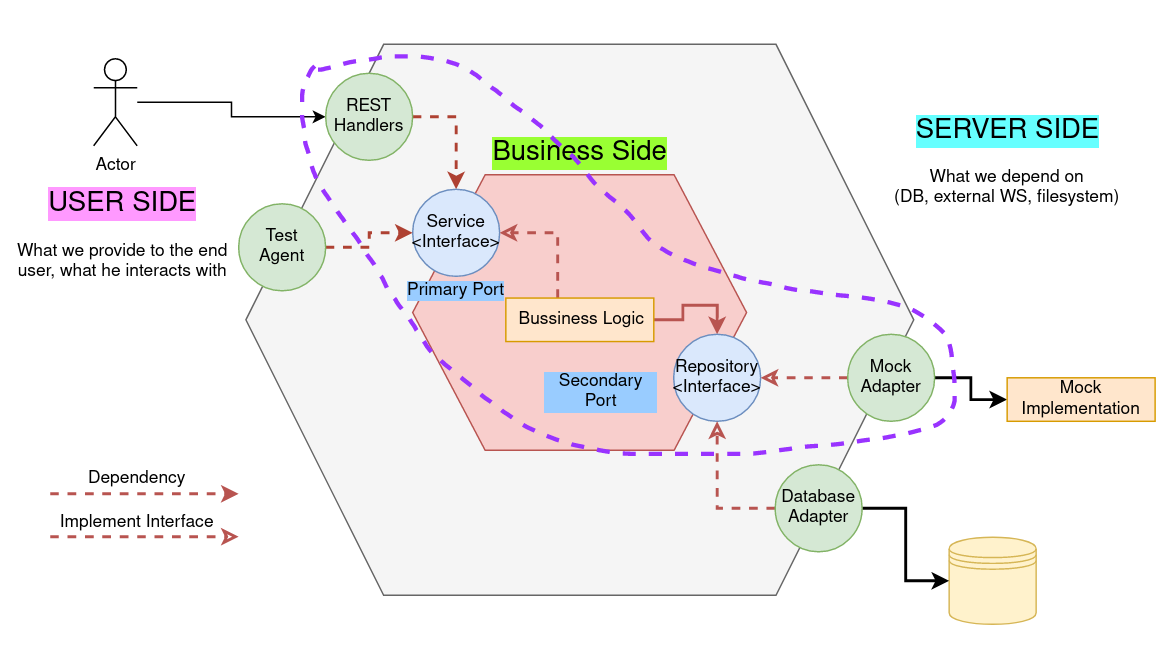 Actor
USER SIDE
What we provide to the end
user, what he interacts with
REST
Handlers
Test
Agent
Business Side
Service
<Interface>
Primary Port
Bussiness Logic
Secondary
Port
Repository
<Interface>
SERVER SIDE
What we depend on
(DB, external WS, filesystem)
Mock
Adapter
Mock
Implementation
Database
Adapter
Dependency
Implement Interface